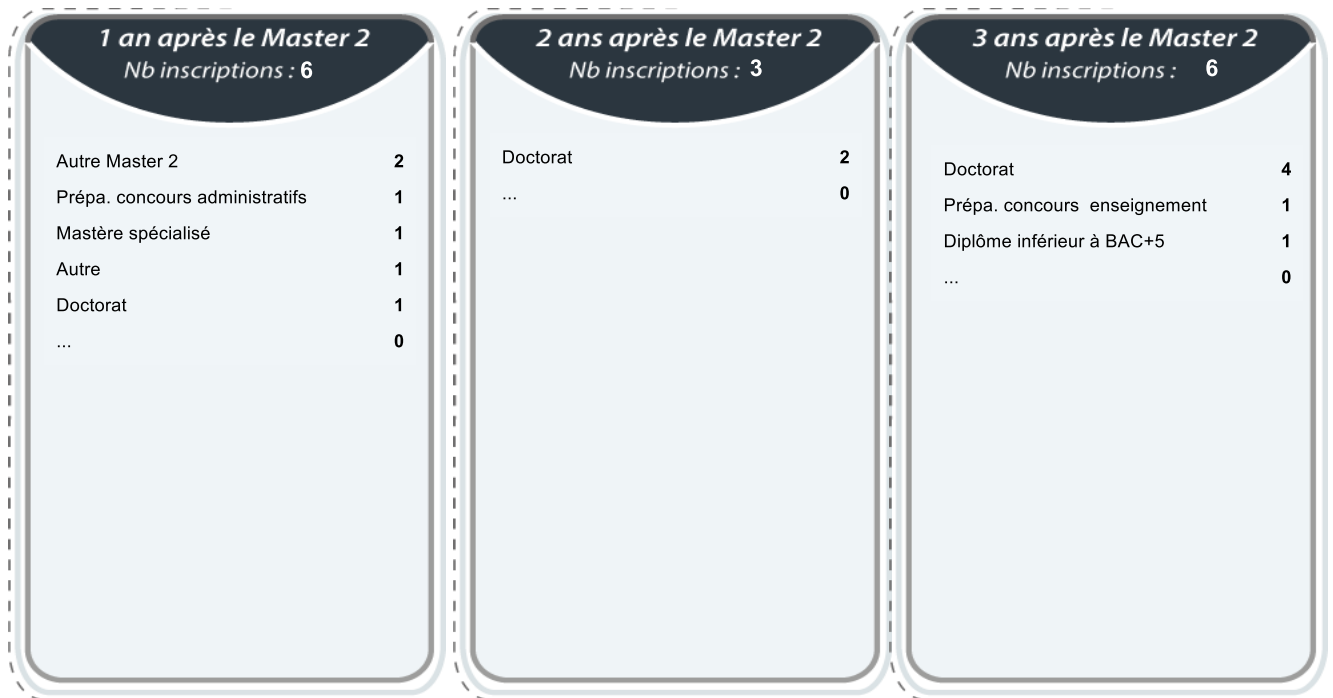 1 an après le Master 2
Nb inscriptions : 6
Autre Master 2 2
Prépa. concours administratifs 1
Mastère spécialisé 1
Autre 1
Doctorat 1
... 0
2 ans après le Master 2
Nb inscriptions : 3
Doctorat 2
... 0
3 ans après le Master 2
Nb inscriptions : 6
Doctorat 4
Prépa. concours enseignement 1
Diplôme inférieur à BAC+5 1
... 0